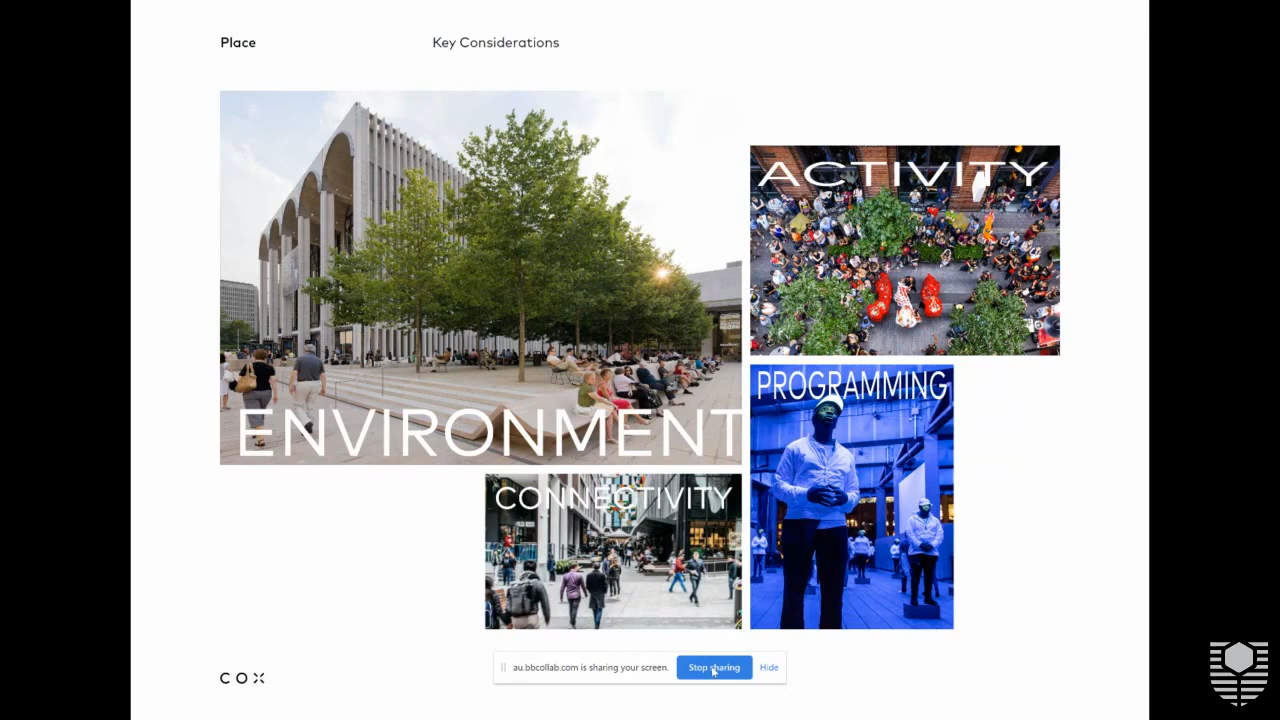 Place
Key Considerations
ACTIVITY
PROGRAMMING
ENVIRONMENT
CONNECTIVITY
au.bbcollab.com is sharing your screen.
Stop sharing
Hide
COX